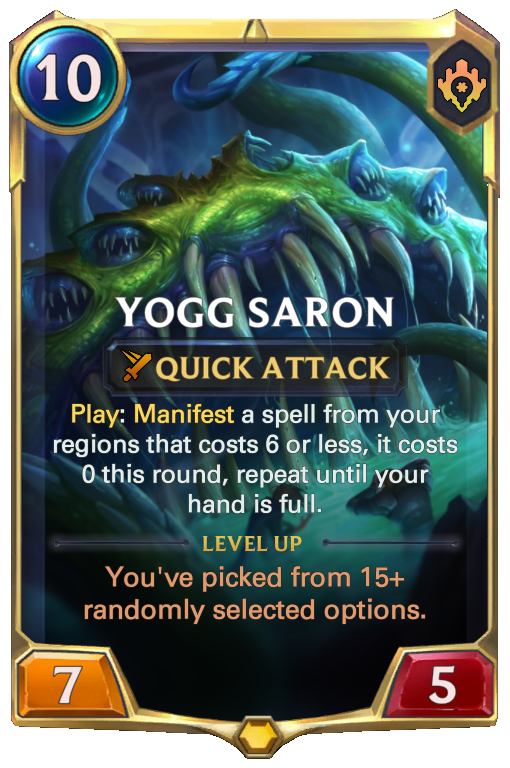 10
YOGG SARON
QUICK ATTACK
Play: Manifest a spell from your
regions that costs 6 or less, it costs
0 this round, repeat until your
hand is full.
LEVEL UP
You've picked from 15+
randomly selected options.
7
5